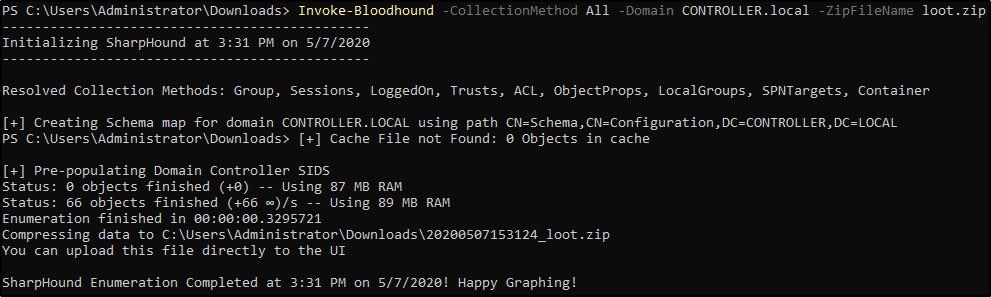 PS C:\Users\Administrator\Downloads> Invoke-Bloodhound -CollectionMethod All -Domain CONTROLLER.local -ZipFileName loot.zip
-----------------------------------------------
Initializing SharpHound at 3:31 PM on 5/7/2020
-----------------------------------------------
Resolved Collection Methods: Group, Sessions, LoggedOn, Trusts, ACL, ObjectProps, LocalGroups, SPNTargets, Container
[+] Creating Schema map for domain CONTROLLER.LOCAL using path CN=Schema,CN=Configuration,DC=CONTROLLER,DC=LOCAL
PS C:\Users\Administrator\Downloads> [+] Cache File not Found: 0 Objects in cache
[+] Pre-populating Domain Controller SIDS
Status: 0 objects finished (+0) -- Using 87 MB RAM
Status: 66 objects finished (+66 ∞)/s -- Using 89 MB RAM
Enumeration finished in 00:00:00.3295721
Compressing data to C:\Users\Administrator\Downloads\20200507153124_loot.zip
You can upload this file directly to the UI
SharpHound Enumeration Completed at 3:31 PM on 5/7/2020! Happy Graphing!